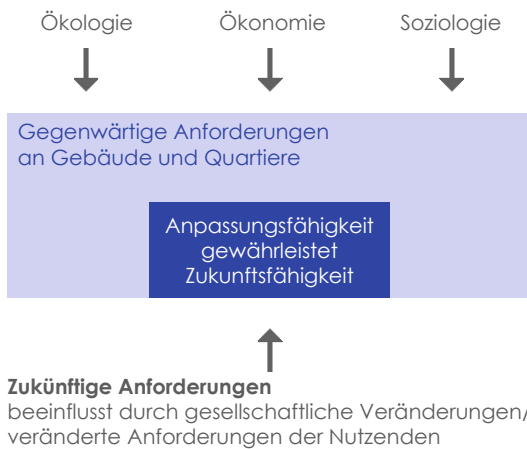 Ökologie Ökonomie Soziologie
Gegenwärtige Anforderungen
an Gebäude und Quartiere
Anpassungsfähigkeit
gewährleistet
Zukunftsfähigkeit
Zukünftige Anforderungen
beeinflusst durch gesellschaftliche Veränderungen/
veränderte Anforderungen der Nutzenden